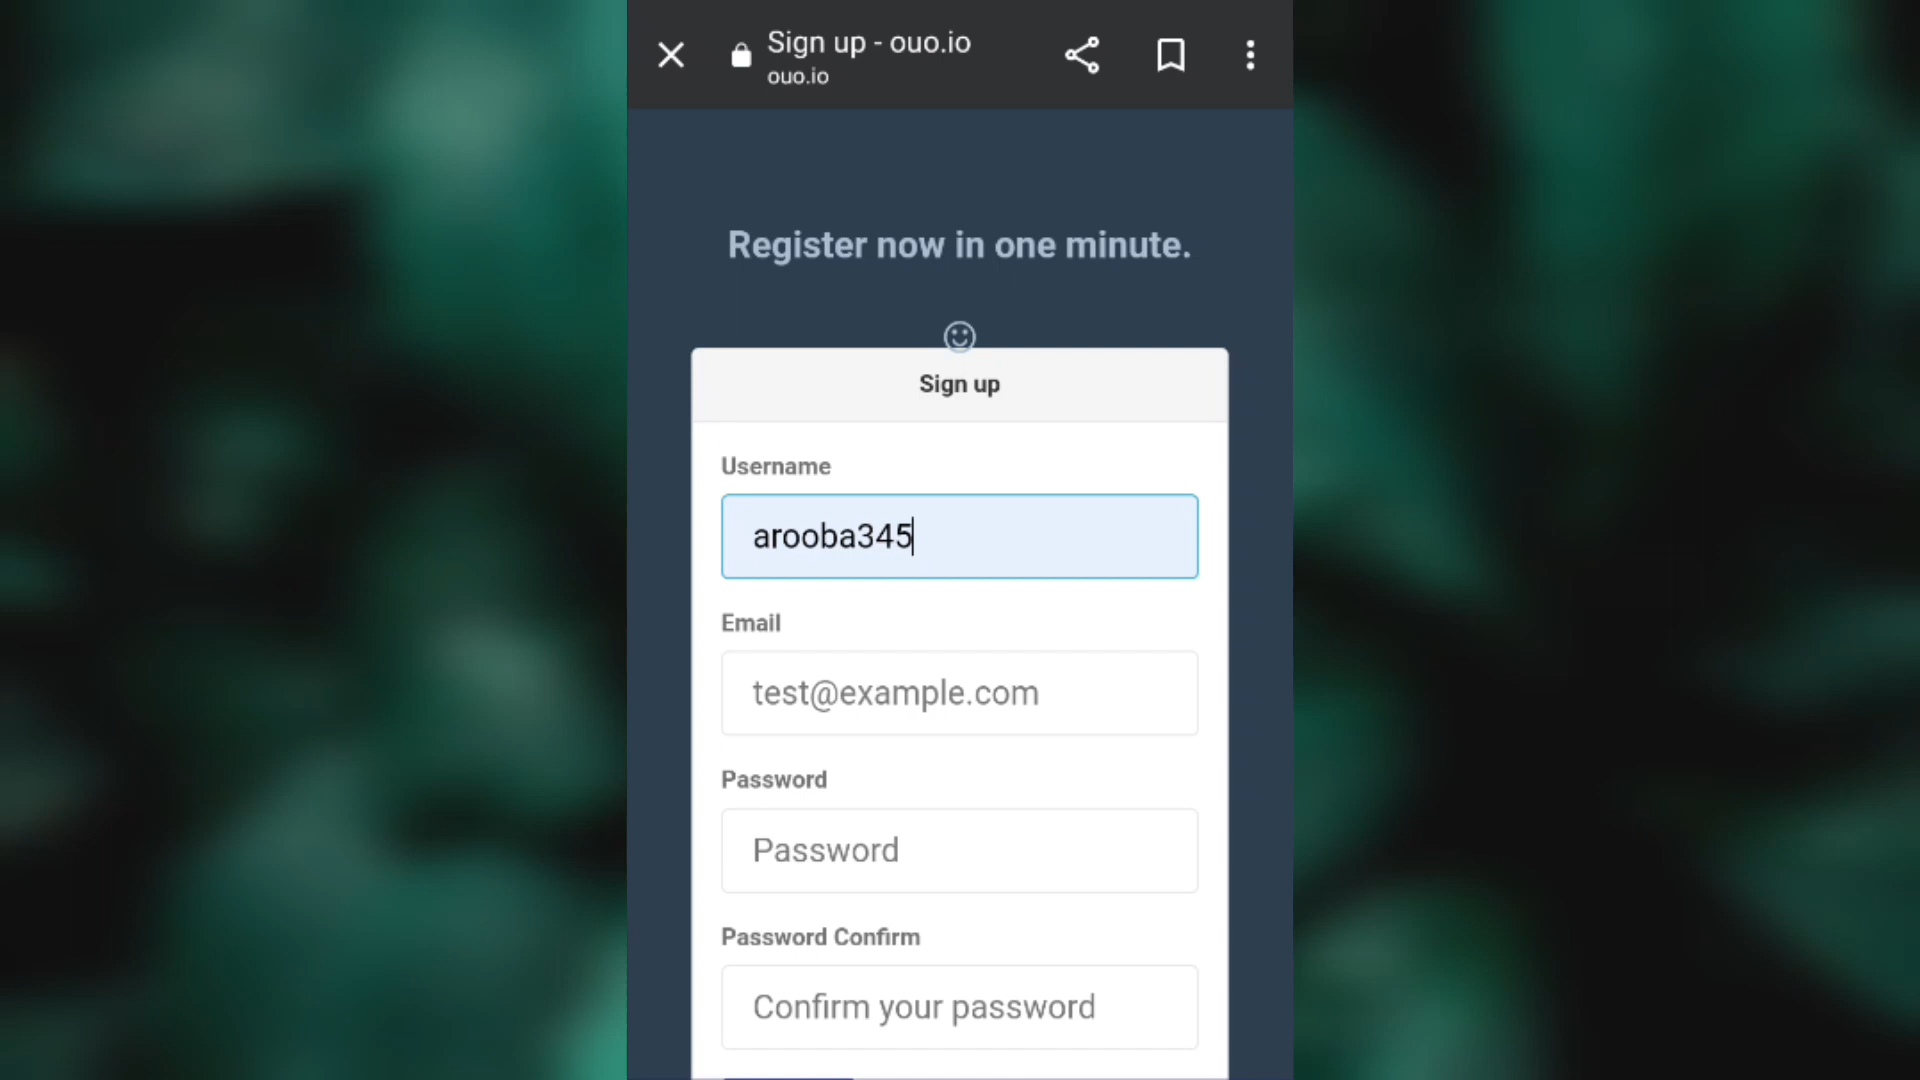 Sign up - ouo.io
ouo.io
Register now in one minute.
Sign up
Username
arooba345
Email
test@example.com
Password
Password
Password Confirm
Confirm your password